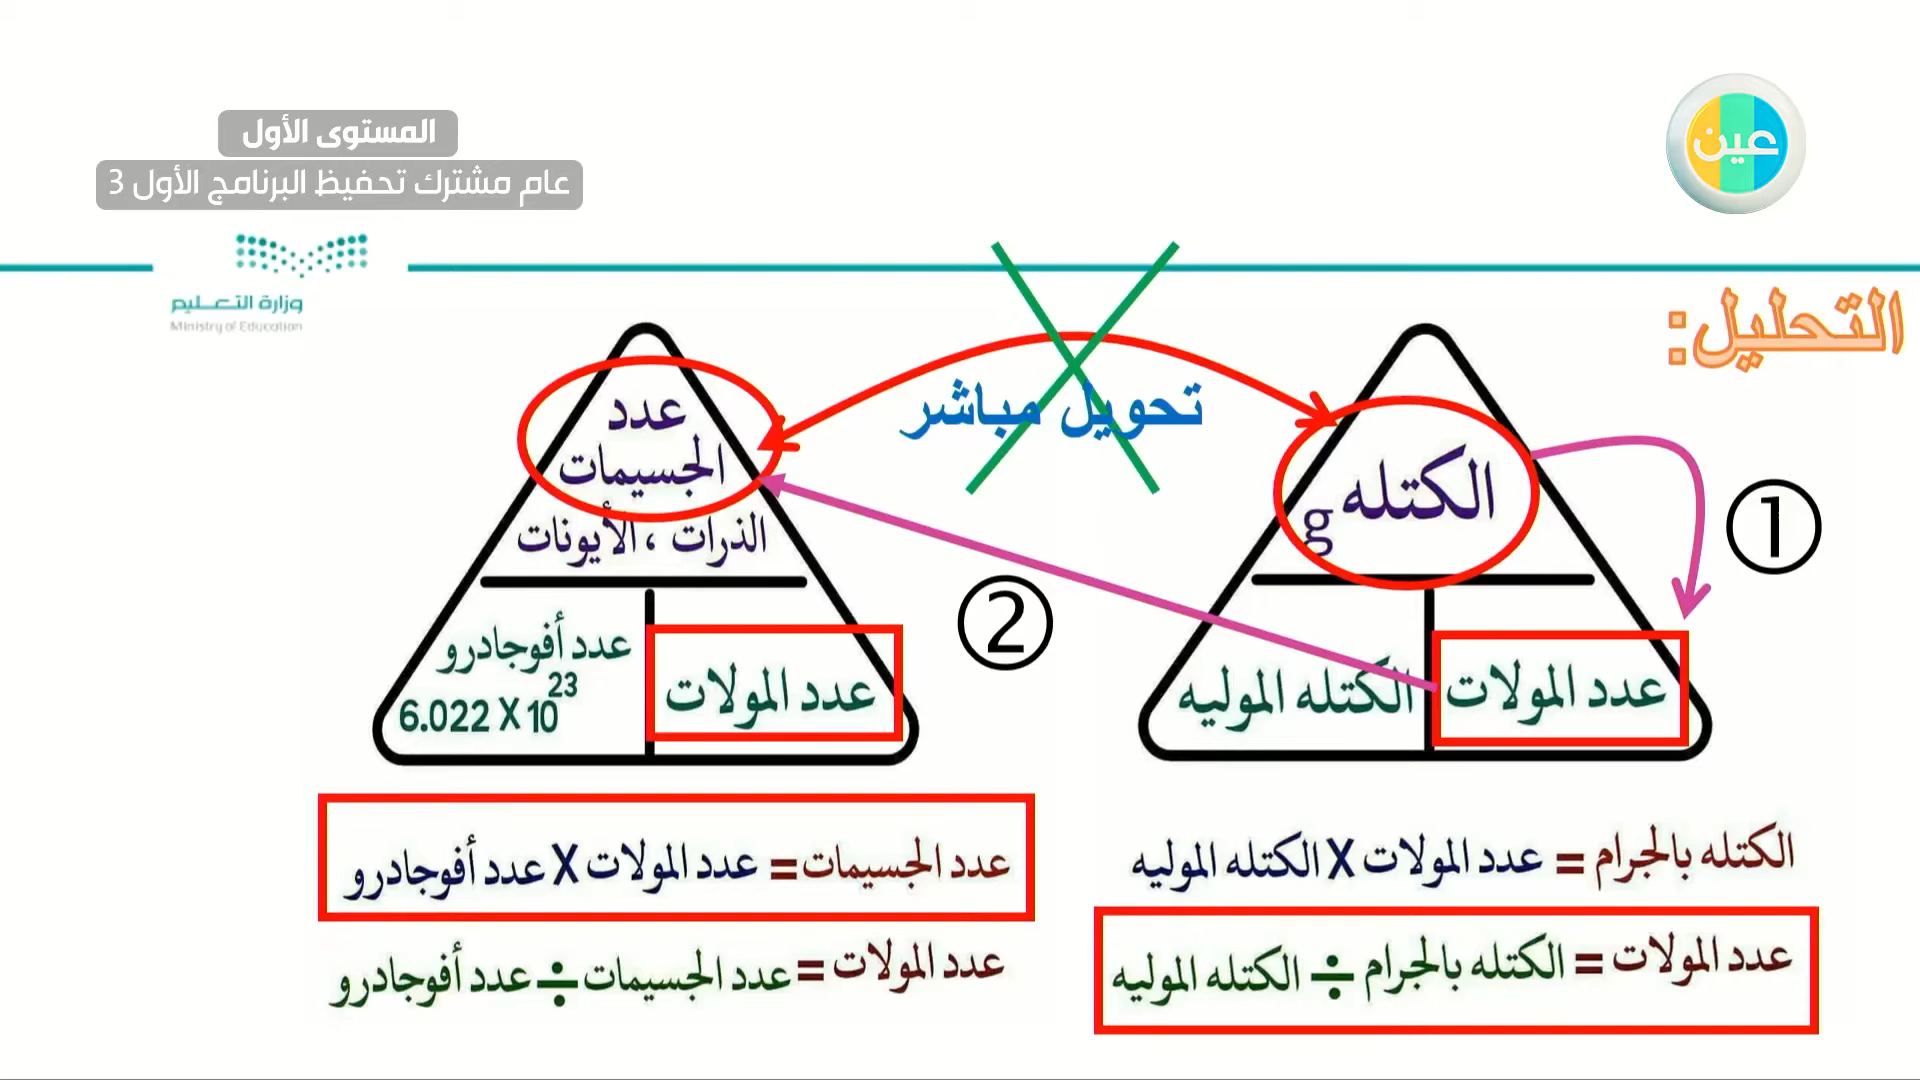 المستوى الأول
عام مشترك تحفيظ البرنامج الأول 3
عين
وزارة التعليم
Ministry of Education
التحليل:
تحويل مباشر
الكتله
g
عدد المولات
الكتله الموليه
①
عدد
الجسيمات
الذرات ، الأيونات
عدد أفوجادرو
6.022 X 10²³
عدد المولات
②
الكتله بالجرام = عدد المولات X الكتله الموليه
عدد المولات = الكتله بالجرام ÷ الكتله الموليه
عدد الجسيمات = عدد المولات X عدد أفوجادرو
عدد المولات = عدد الجسيمات ÷ عدد أفوجادرو